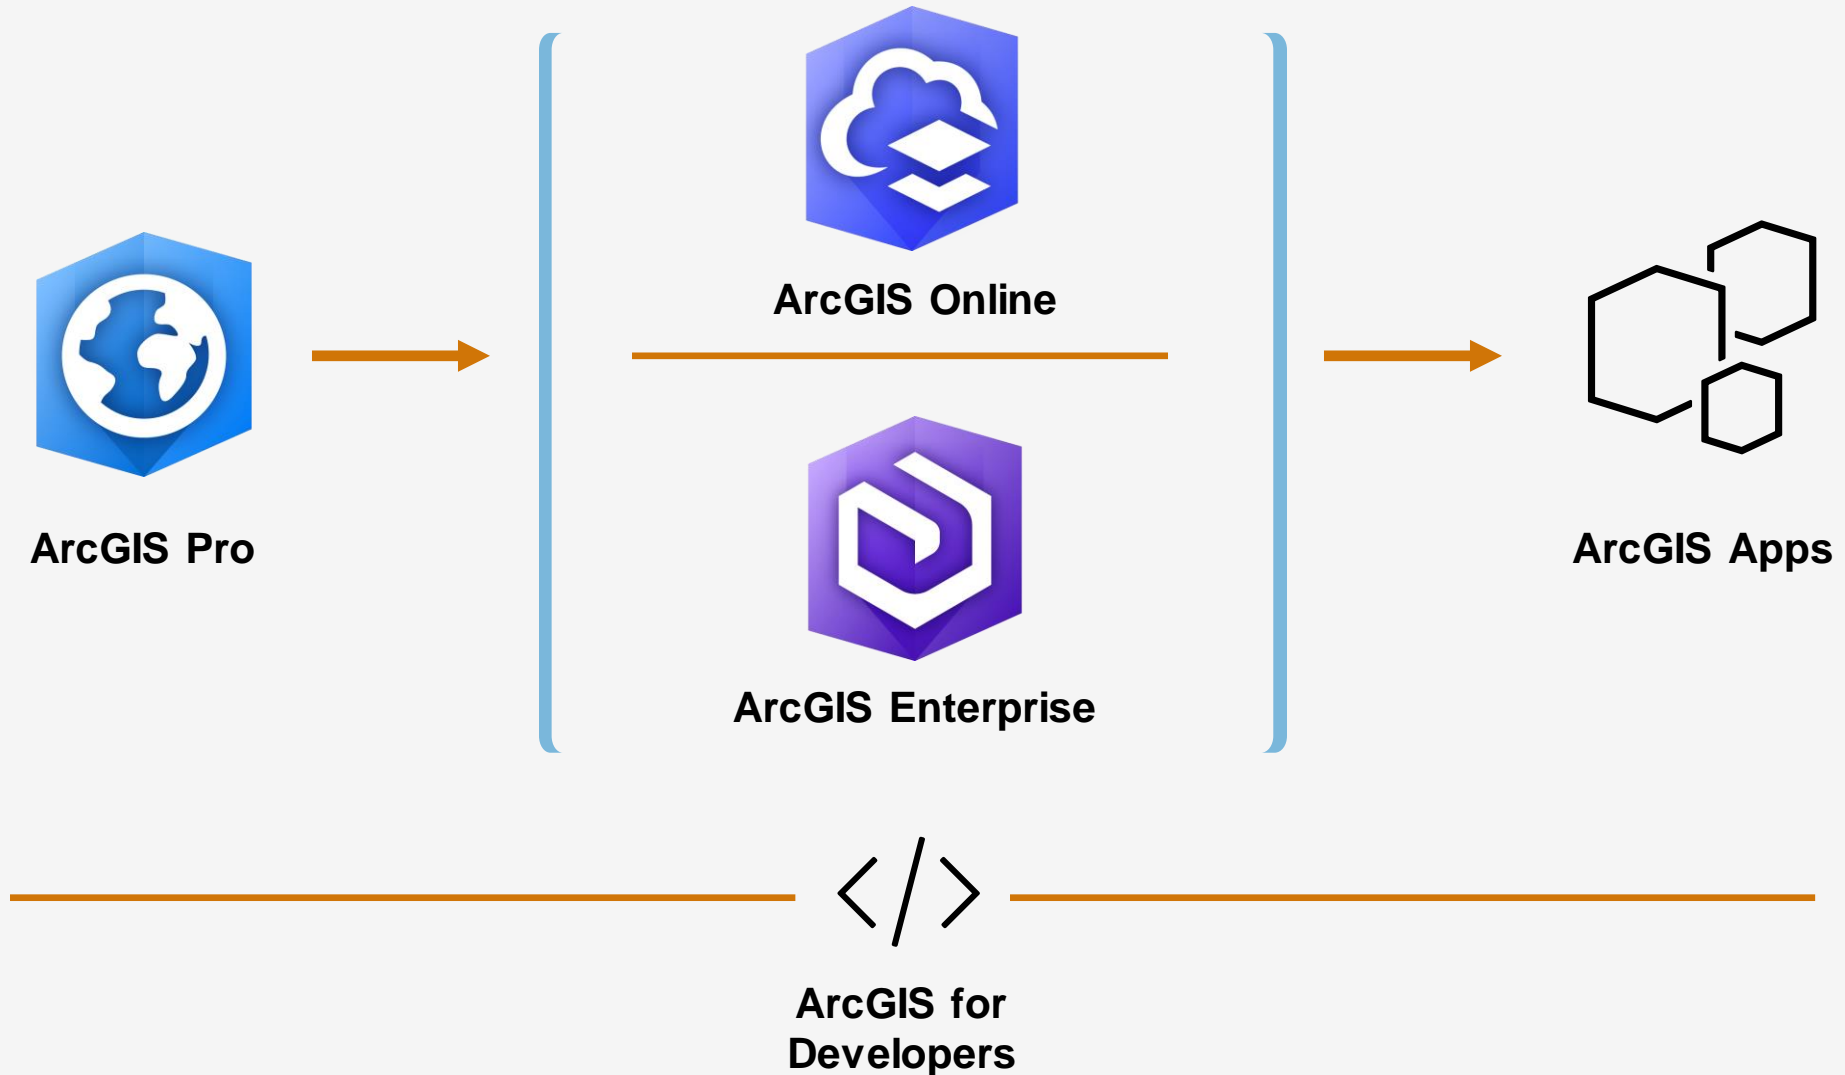 ArcGIS Online
ArcGIS Pro
ArcGIS Apps
ArcGIS Enterprise
ArcGIS for
Developers